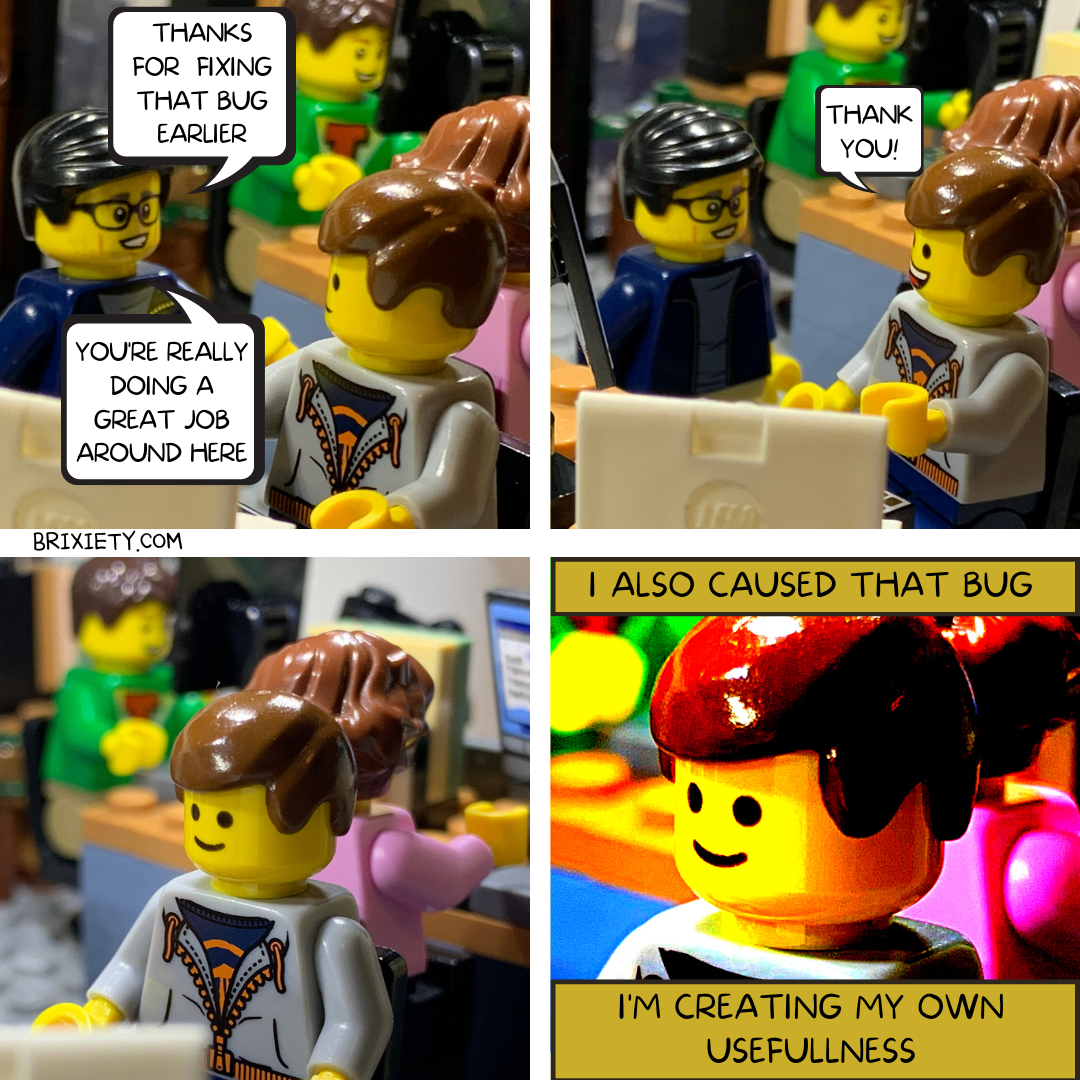 THANKS
FOR FIXING
THAT BUG
EARLIER
YOU'RE REALLY
DOING A
GREAT JOB
AROUND HERE
THANK
YOU!
BRIXIETY.COM
I ALSO CAUSED THAT BUG
I'M CREATING MY OWN
USEFULLNESS